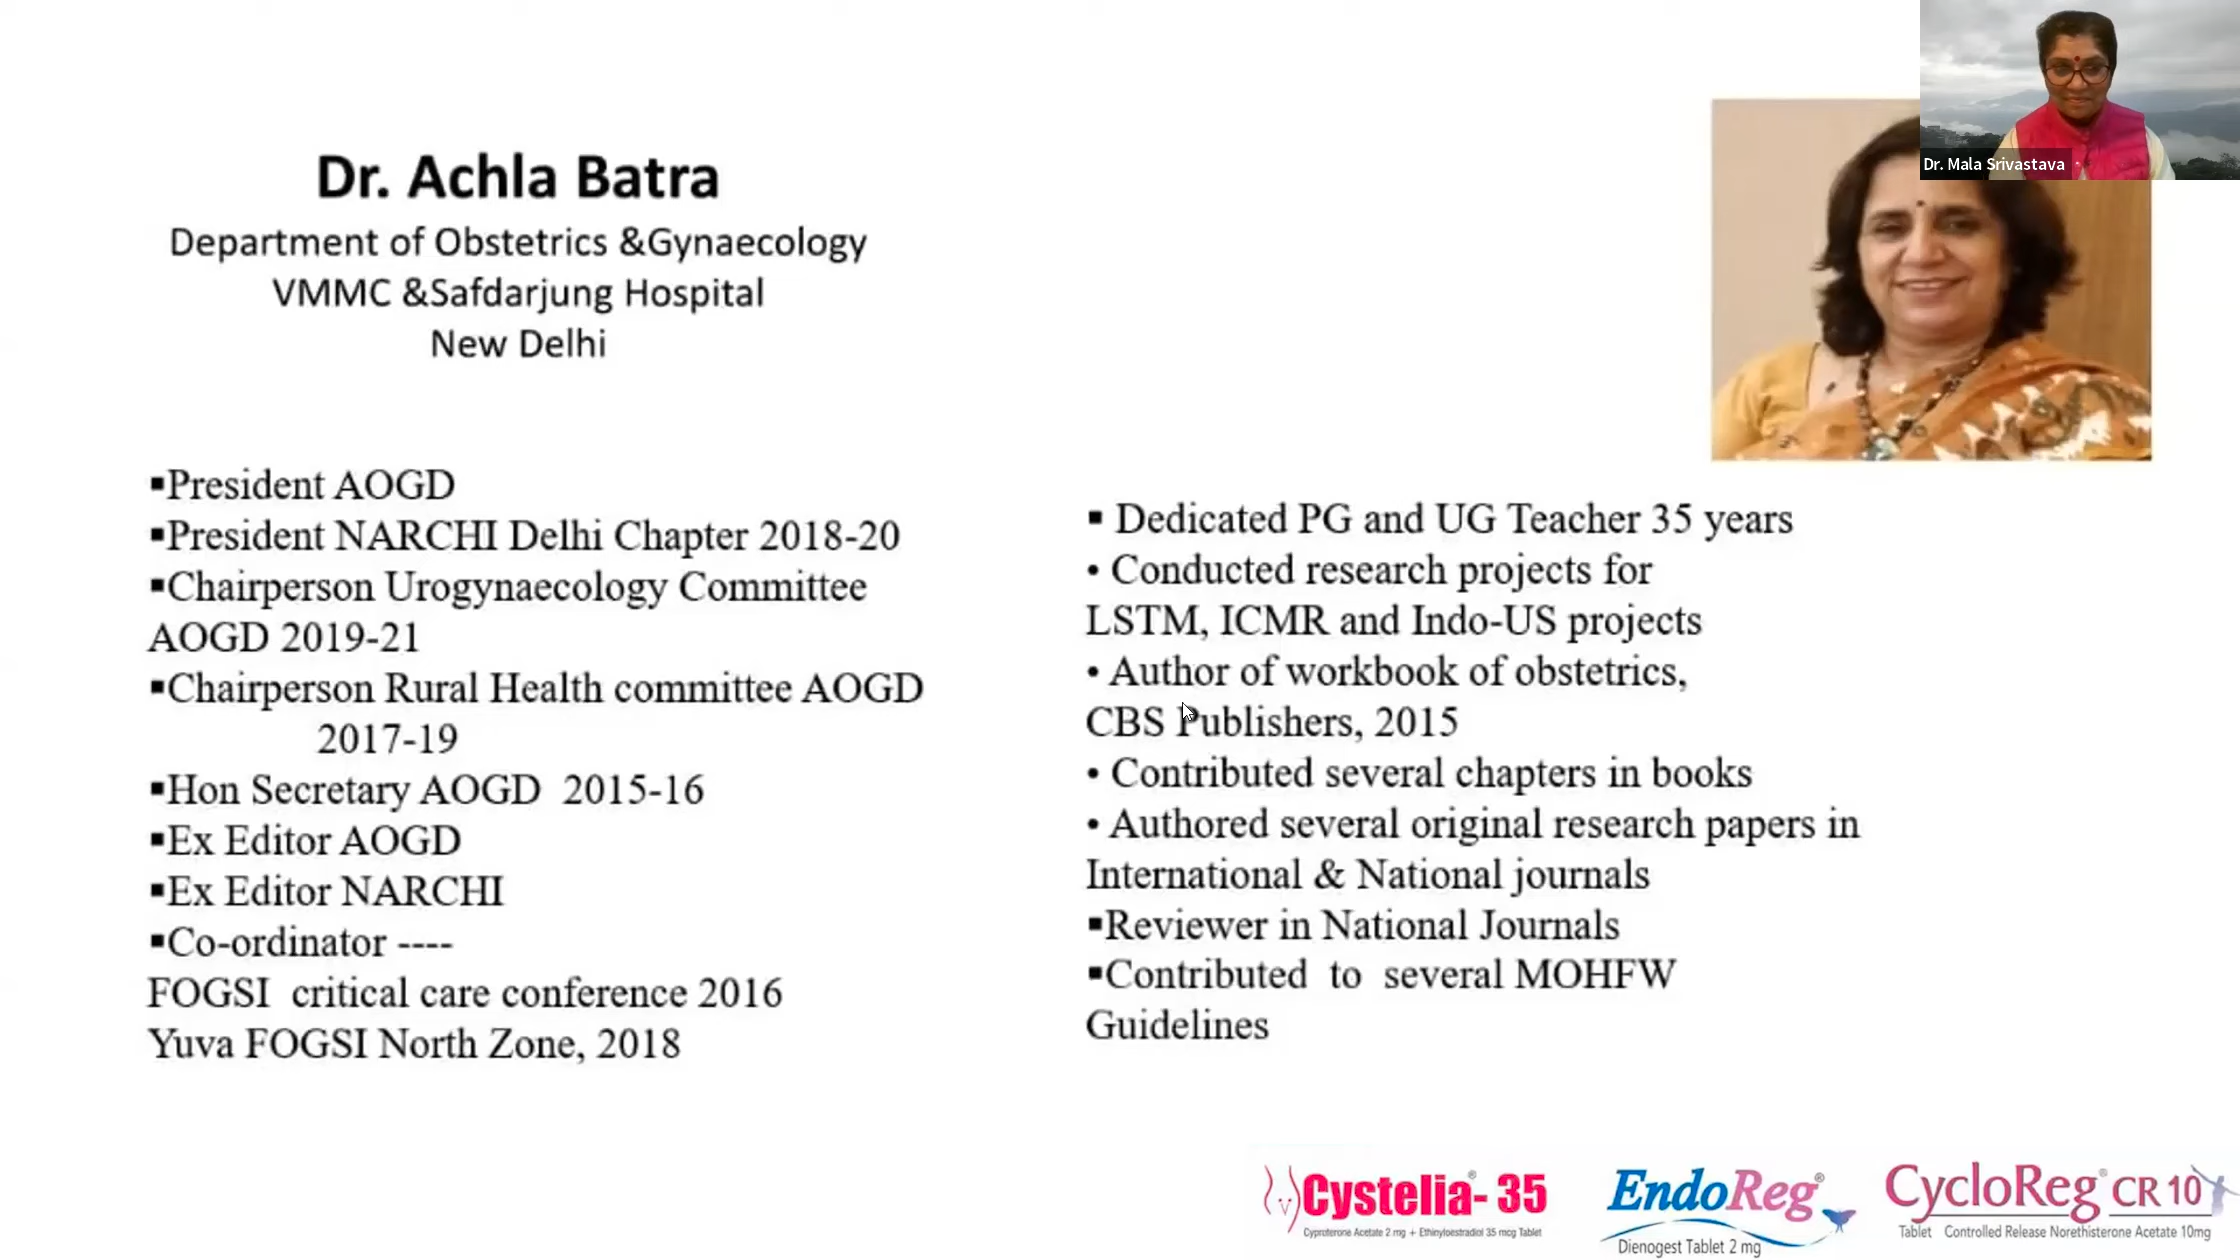 Dr. Mala Srivastava
Dr. Achla Batra
Department of Obstetrics &Gynaecology
VMMC &Safdarjung Hospital
New Delhi
▪President AOGD
▪President NARCHI Delhi Chapter 2018-20
▪Chairperson Urogynaecology Committee
AOGD 2019-21
▪Chairperson Rural Health committee AOGD
2017-19
▪Hon Secretary AOGD 2015-16
▪Ex Editor AOGD
▪Ex Editor NARCHI
▪Co-ordinator ----
FOGSI critical care conference 2016
Yuva FOGSI North Zone, 2018
▪ Dedicated PG and UG Teacher 35 years
• Conducted research projects for
LSTM, ICMR and Indo-US projects
• Author of workbook of obstetrics,
CBS Publishers, 2015
• Contributed several chapters in books
• Authored several original research papers in
International & National journals
▪Reviewer in National Journals
▪Contributed to several MOHFW
Guidelines
Cystelia®- 35
Cyproterone Acetate 2 mg + Ethinyloestradiol 35 mcg Tablet
EndoReg®
Dienogest Tablet 2 mg
CycloReg® CR 10
Tablet Controlled Release Norethisterone Acetate 10mg